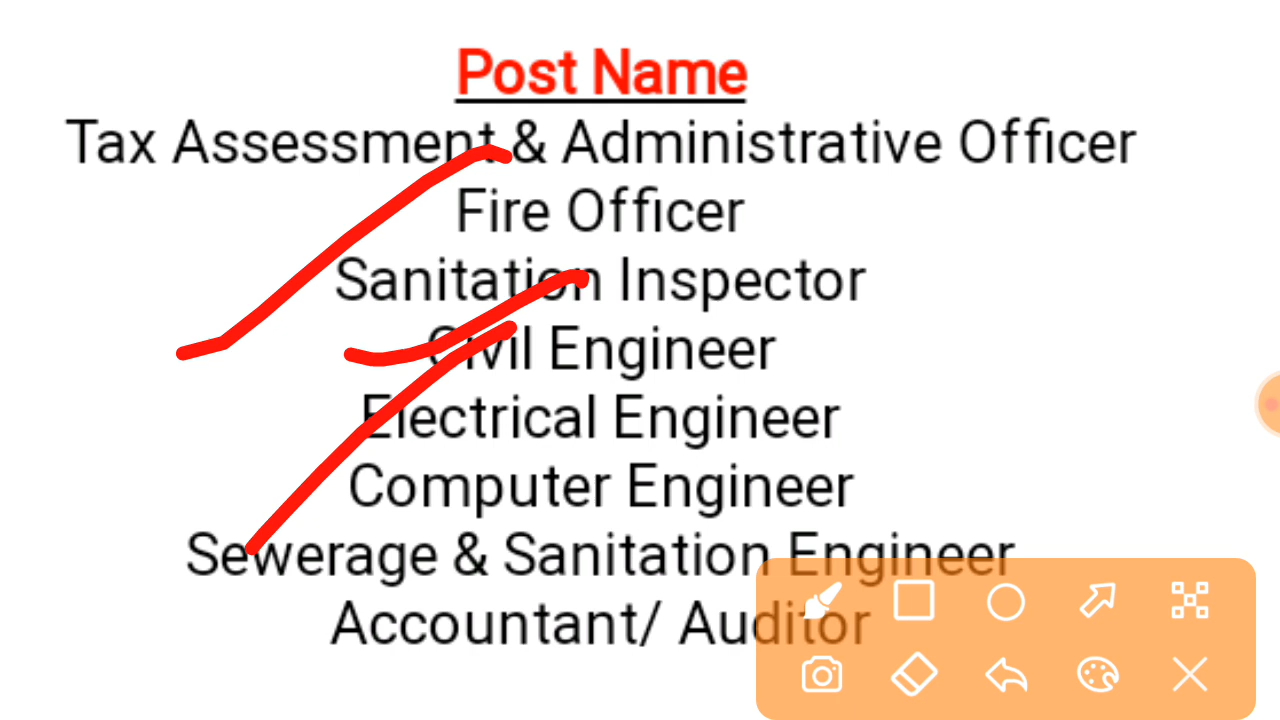 Post Name
Tax Assessment & Administrative Officer
Fire Officer
Sanitation Inspector
Civil Engineer
Electrical Engineer
Computer Engineer
Sewerage & Sanitation Engineer
Accountant/ Auditor